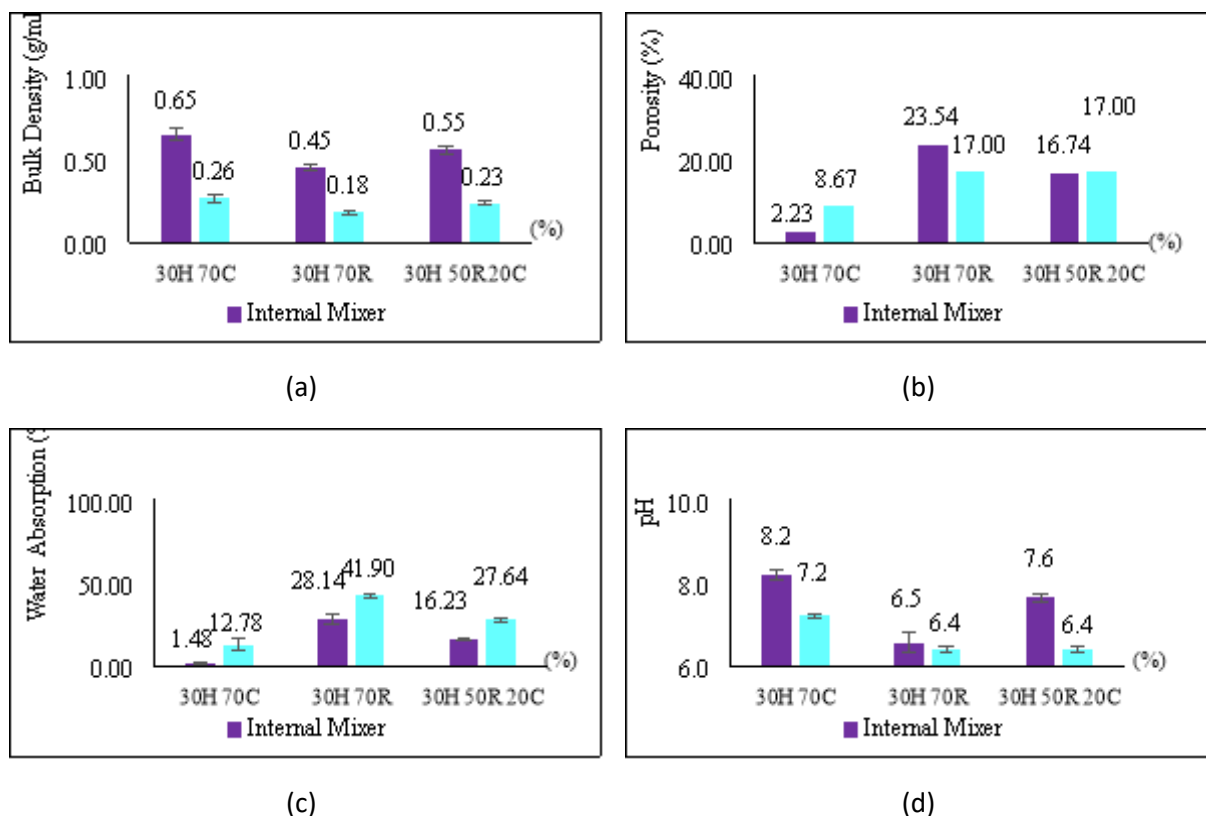 Bulk Density (g/ml
1.00
0.50
0.00
0.65
0.26
0.45
0.18
0.55
0.23
(%)
30H 70C
30H 70R
30H 50R20C
Internal Mixer
(a)
Porosity (%)
40.00
20.00
0.00
2.23
8.67
23.54
17.00
16.74
17.00
(%)
30H 70C
30H 70R
30H 50R 20C
Internal Mixer
(b)
Water Absorption (
100.00
50.00
0.00
1.48
12.78
28.14
41.90
16.23
27.64
(%)
30H 70C
30H 70R
30H 50R 20C
Internal Mixer
(c)
pH
10.0
8.0
6.0
8.2
7.2
6.5
6.4
7.6
6.4
(%)
30H 70C
30H 70R
30H 50R 20C
Internal Mixer
(d)